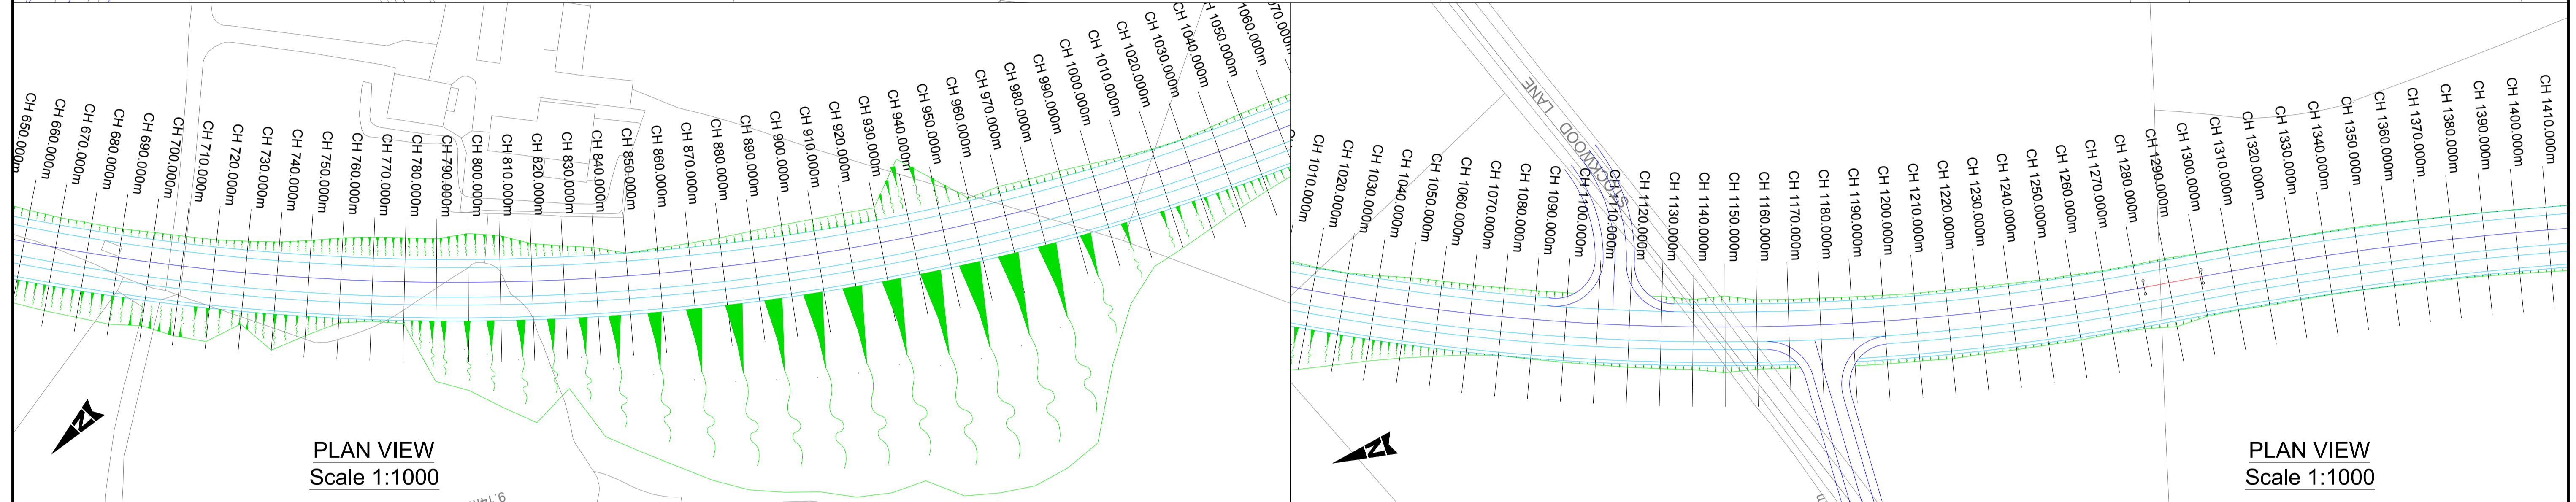 CH 650.000m
CH 660.000m
CH 670.000m
CH 680.000m
CH 690.000m
CH 700.000m
CH 710.000m
CH 720.000m
CH 730.000m
CH 740.000m
CH 750.000m
CH 760.000m
CH 770.000m
CH 780.000m
CH 790.000m
CH 800.000m
CH 810.000m
CH 820.000m
CH 830.000m
CH 840.000m
CH 850.000m
CH 860.000m
CH 870.000m
CH 880.000m
CH 890.000m
CH 900.000m
CH 910.000m
CH 920.000m
CH 930.000m
CH 940.000m
CH 950.000m
CH 960.000m
CH 970.000m
CH 980.000m
CH 990.000m
CH 1000.000m
CH 1010.000m
CH 1020.000m
CH 1030.000m
CH 1040.000m
H 1050.000m
1060.000m
70.000m
N
PLAN VIEW
Scale 1:1000
CH 1010.000m
CH 1020.000m
CH 1030.000m
CH 1040.000m
CH 1050.000m
CH 1060.000m
CH 1070.000m
CH 1080.000m
CH 1090.000m
CH 1100.000m
CH 1110.000m
CH 1120.000m
CH 1130.000m
CH 1140.000m
CH 1150.000m
CH 1160.000m
CH 1170.000m
CH 1180.000m
CH 1190.000m
CH 1200.000m
CH 1210.000m
CH 1220.000m
CH 1230.000m
CH 1240.000m
CH 1250.000m
CH 1260.000m
CH 1270.000m
CH 1280.000m
CH 1290.000m
CH 1300.000m
CH 1310.000m
CH 1320.000m
CH 1330.000m
CH 1340.000m
CH 1350.000m
CH 1360.000m
CH 1370.000m
CH 1380.000m
CH 1390.000m
CH 1400.000m
CH 1410.000m
STOCKWOOD LANE
N
PLAN VIEW
Scale 1:1000